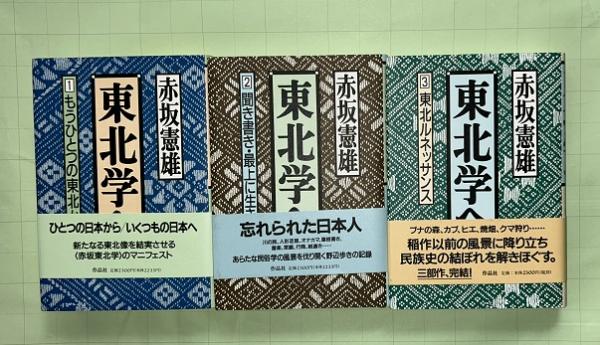 赤坂憲雄
東北学へ
1 もうひとつの東北か
ひとつの日本から/いくつもの日本へ
新たなる東北像を結実させる
〈赤坂東北学〉のマニフェスト
作品社
赤坂憲雄
東北学へ
2 聞き書き・最上に生き
忘れられた日本人
あらたなる民俗学の風景を伐り開く野辺歩きの記録
作品社
赤坂憲雄
東北学へ
3 東北ルネッサンス
ブナの森、カブ、ヒエ、焼畑、クマ狩り……
稲作以前の風景に降り立ち
民族史の結ぼれを解きほぐす。
三部作、完結!
作品社